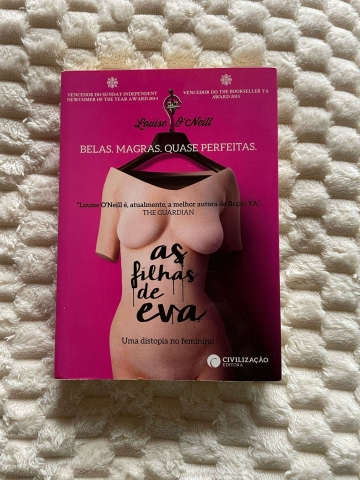 VENCEDOR DO SUNDAY INDEPENDENT
NEWCOMER OF THE YEAR AWARD 2014
VENCEDOR DO THE BOOKSELLER YA
AWARD 2015
Louise O'Neill
BELAS. MAGRAS. QUASE PERFEITAS.
"Louise O'Neill é, atualmente, a melhor autora de ficção YA."
THE GUARDIAN
as
filhas
de
eva
Uma distopia no feminino
CIVILIZAÇÃO
EDITORA